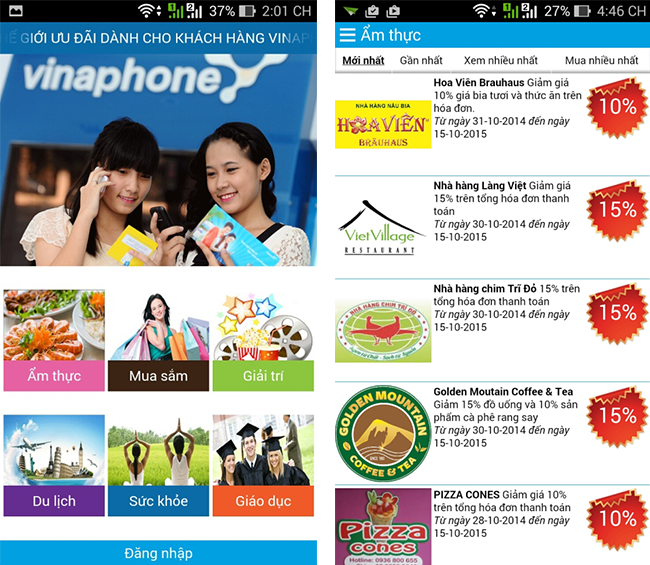 37% 2:01 CH
GIỚI ƯU ĐÃI DÀNH CHO KHÁCH HÀNG VINAP
vinaphone
Ẩm thực
Mua sắm
Giải trí
Du lịch
Sức khỏe
Giáo dục
Đăng nhập
27% 4:46 CH
Ẩm thực
Mới nhất Gần nhất Xem nhiều nhất Mua nhiều nhất
NHÀ HÀNG NẤU BIA
HOAVIÊN
BRÄUHAUS
Hoa Viên Brauhaus Giảm giá
10% giá bia tươi và thức ăn trên
hóa đơn.
Từ ngày 31-10-2014 đến ngày
15-10-2015
10%
VietVillage
RESTAURANT
Nhà hàng Làng Việt Giảm giá
15% trên tổng hóa đơn thanh
toán
Từ ngày 30-10-2014 đến ngày
15-10-2015
15%
NHÀ HÀNG CHIM TRĨ ĐỎ
Nhà hàng chim Trĩ Đỏ 15% trên
tổng hóa đơn thanh toán
Từ ngày 30-10-2014 đến ngày
15-10-2015
15%
GOLDEN MOUNTAIN
COFFEE & TEA
Golden Moutain Coffee & Tea
Giảm 15% đồ uống và 10% sản
phẩm cà phê rang say
Từ ngày 30-10-2014 đến ngày
15-10-2015
15%
Pizza
cones
Hotline: 0936 800 655
PIZZA CONES Giảm giá 10%
trên tổng hóa đơn thanh toán
Từ ngày 28-10-2014 đến ngày
15-10-2015
10%